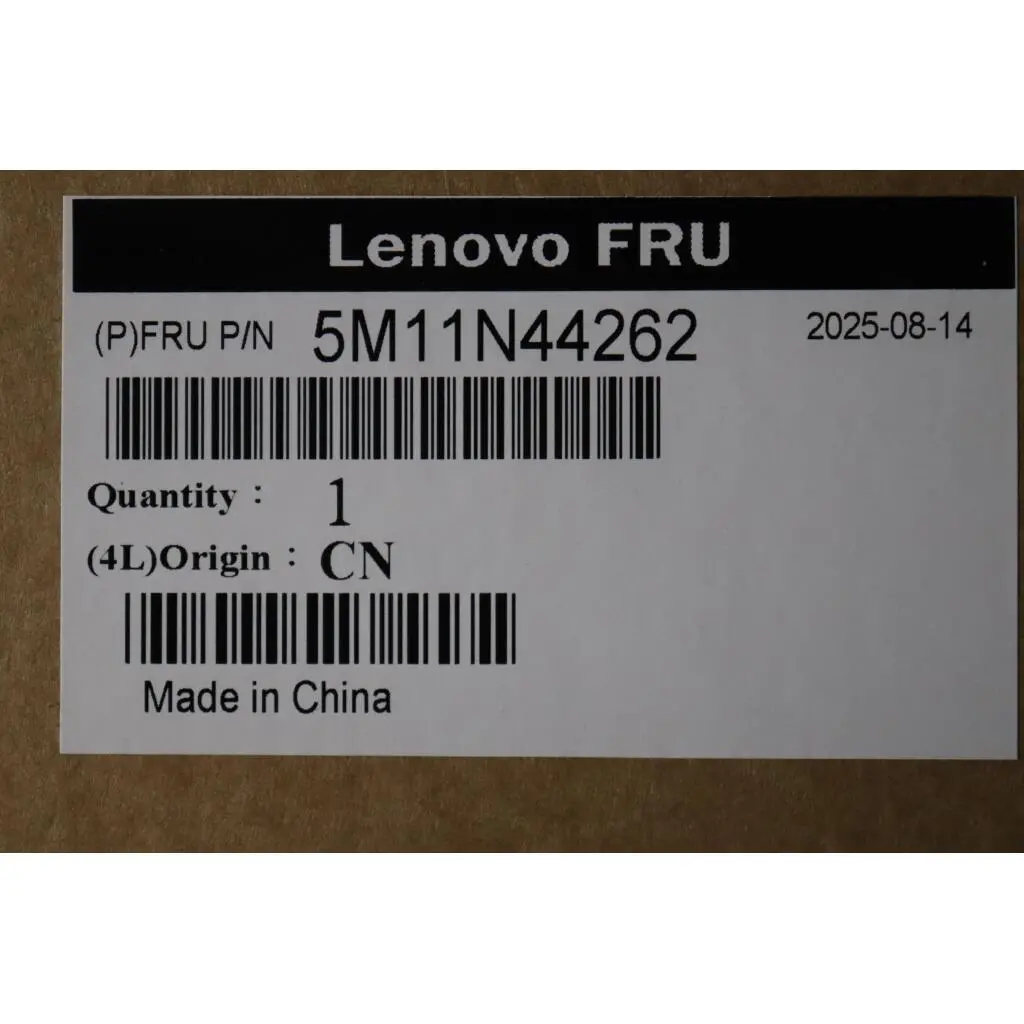 Lenovo FRU
(P)FRU P/N 5M11N44262 2025-08-14
Quantity : 1
(4L)Origin : CN
Made in China